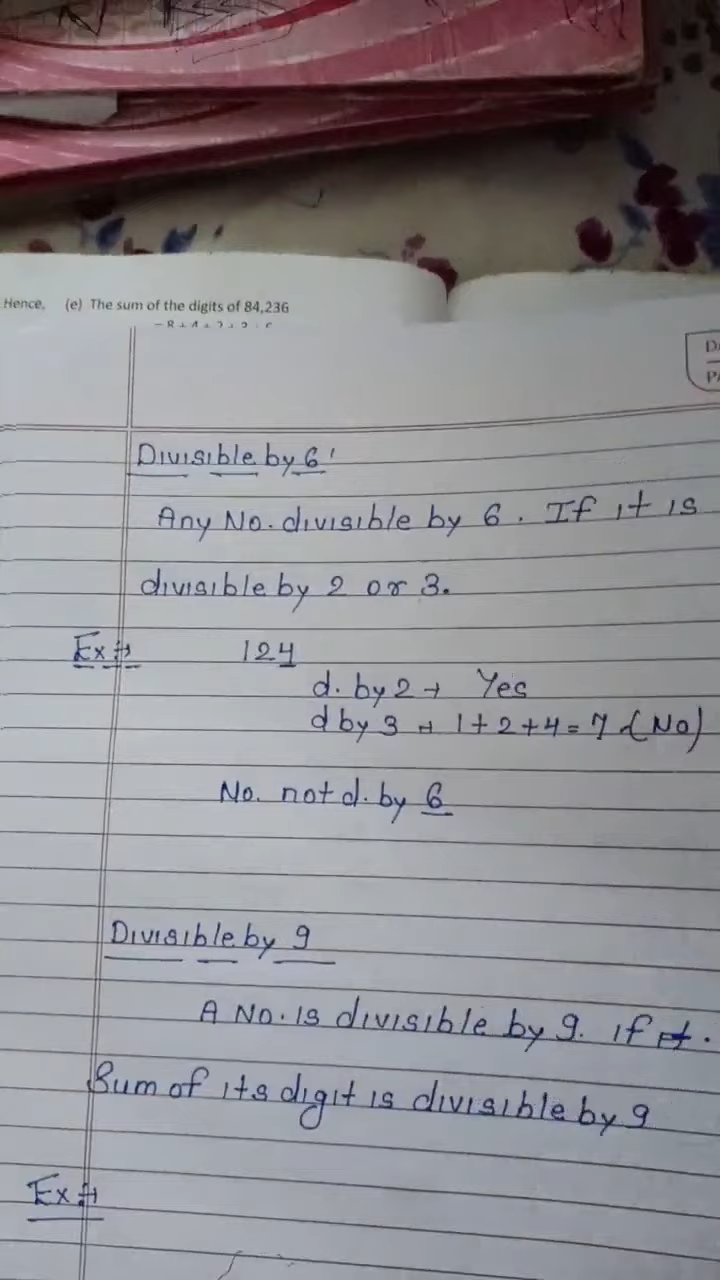 Hence, (e) The sum of the digits of 84,236
Divisible by 6
Any No. divisible by 6. If it is
divisible by 2 or 3.
Ex
124
d. by 2 → Yes
d by 3 → 1+2+4=7 (No)
No. not d. by 6
Divisible by 9
A No. is divisible by 9. if
Sum of its digit is divisible by 9
Ex